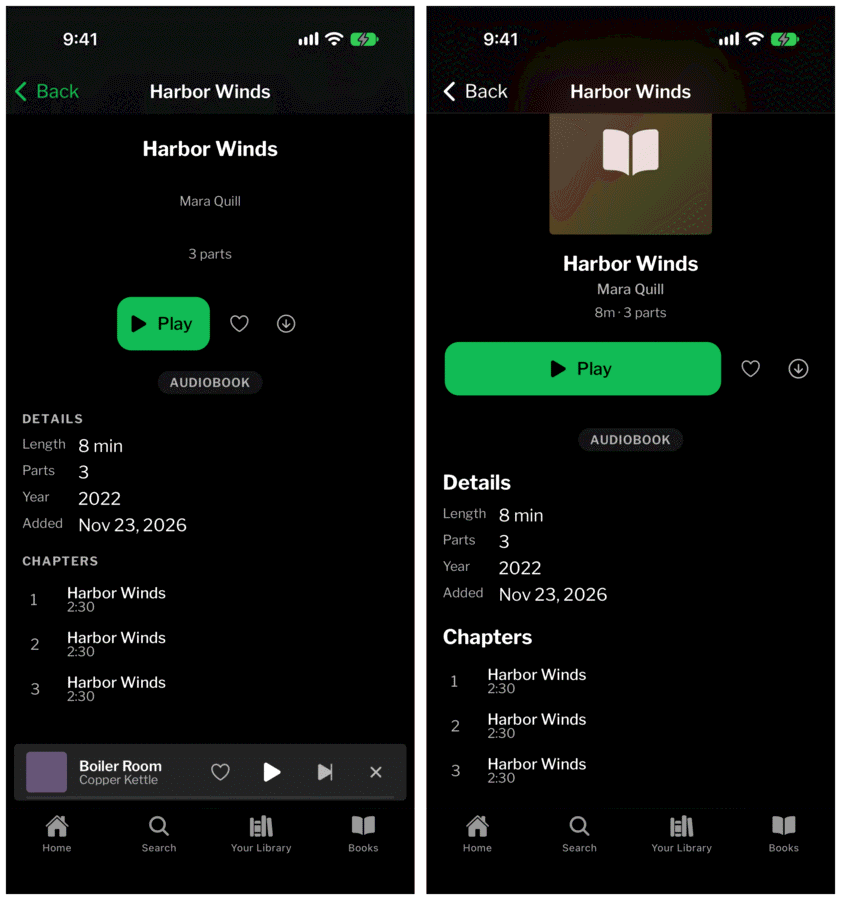 9:41
Back
Harbor Winds
Harbor Winds
Mara Quill
3 parts
Play
AUDIOBOOK
DETAILS
Length 8 min
Parts 3
Year 2022
Added Nov 23, 2026
CHAPTERS
1 Harbor Winds
2:30
2 Harbor Winds
2:30
3 Harbor Winds
2:30
Boiler Room
Copper Kettle
Home Search Your Library Books
9:41
Back
Harbor Winds
Harbor Winds
Mara Quill
8m · 3 parts
Play
AUDIOBOOK
Details
Length 8 min
Parts 3
Year 2022
Added Nov 23, 2026
Chapters
1 Harbor Winds
2:30
2 Harbor Winds
2:30
3 Harbor Winds
2:30
Home Search Your Library Books